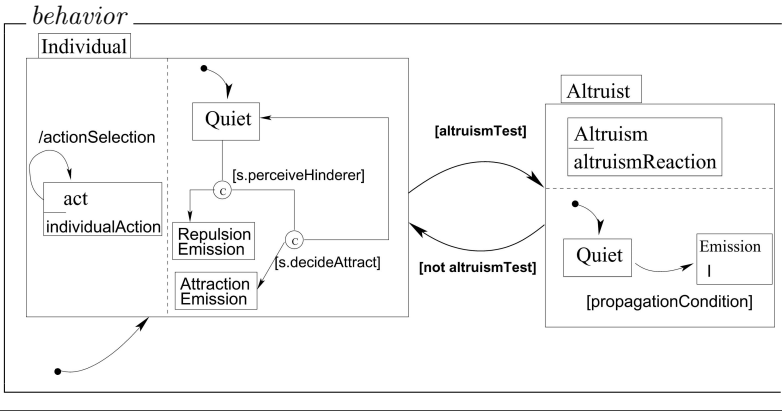 behavior
Individual
/actionSelection
act
individualAction
Quiet
[s.perceiveHinderer]
c
Repulsion
Emission
c
[s.decideAttract]
Attraction
Emission
[altruismTest]
[not altruismTest]
Altruist
Altruism
altruismReaction
Quiet
Emission
I
[propagationCondition]